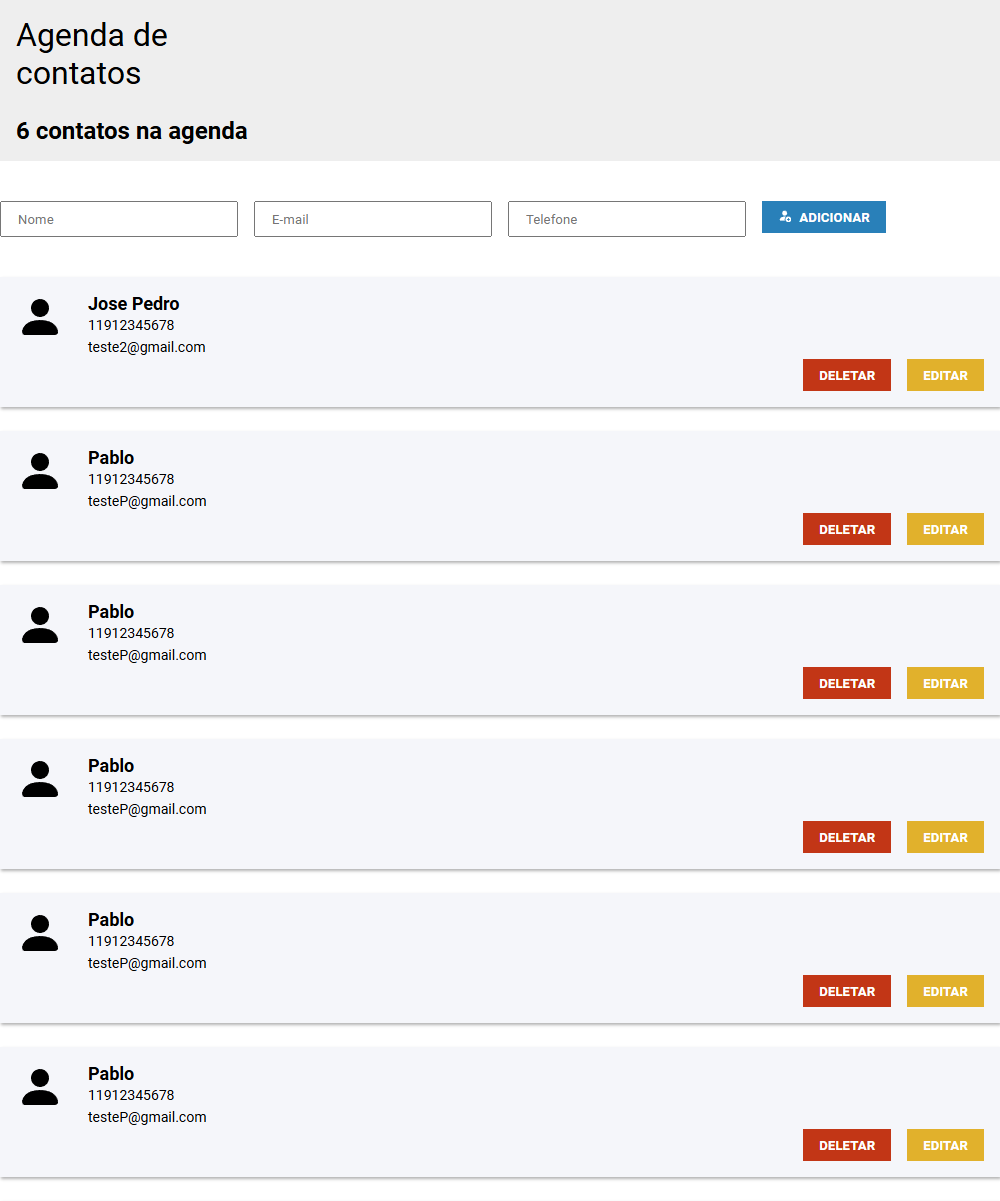 Agenda de
contatos
6 contatos na agenda
Nome E-mail Telefone ADICIONAR
Jose Pedro
11912345678
teste2@gmail.com
DELETAR EDITAR
Pablo
11912345678
testeP@gmail.com
DELETAR EDITAR
Pablo
11912345678
testeP@gmail.com
DELETAR EDITAR
Pablo
11912345678
testeP@gmail.com
DELETAR EDITAR
Pablo
11912345678
testeP@gmail.com
DELETAR EDITAR
Pablo
11912345678
testeP@gmail.com
DELETAR EDITAR